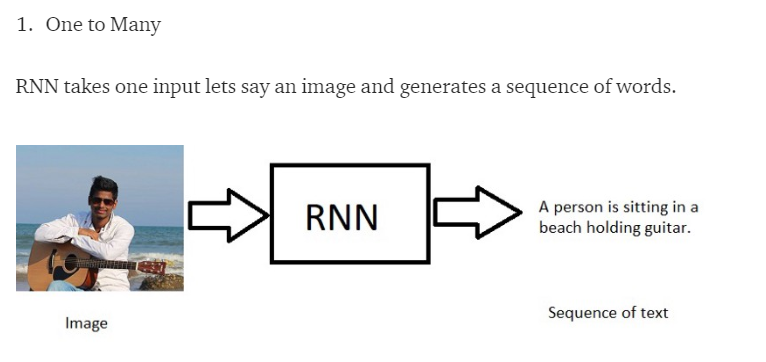 1. One to Many
RNN takes one input lets say an image and generates a sequence of words.
RNN
A person is sitting in a
beach holding guitar.
Image
Sequence of text